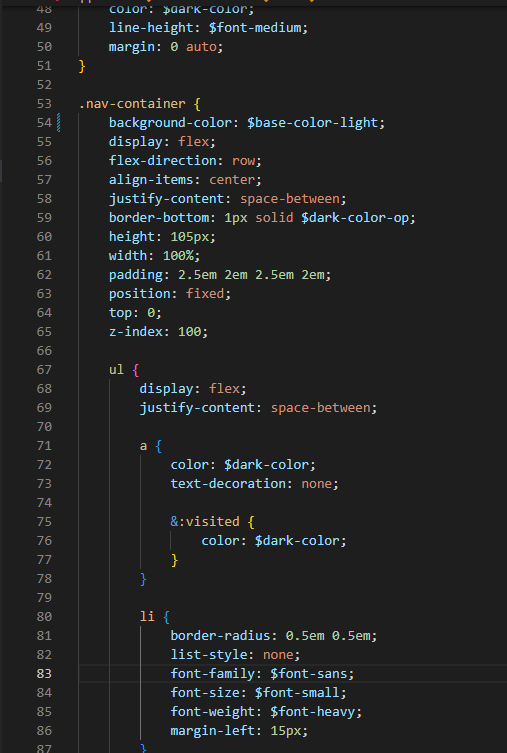 48 color: $dark-color;
49 line-height: $font-medium;
50 margin: 0 auto;
51 }
52
53 .nav-container {
54 background-color: $base-color-light;
55 display: flex;
56 flex-direction: row;
57 align-items: center;
58 justify-content: space-between;
59 border-bottom: 1px solid $dark-color-op;
60 height: 105px;
61 width: 100%;
62 padding: 2.5em 2em 2.5em 2em;
63 position: fixed;
64 top: 0;
65 z-index: 100;
66
67 ul {
68 display: flex;
69 justify-content: space-between;
70
71 a {
72 color: $dark-color;
73 text-decoration: none;
74
75 &:visited {
76 color: $dark-color;
77 }
78 }
79
80 li {
81 border-radius: 0.5em 0.5em;
82 list-style: none;
83 font-family: $font-sans;
84 font-size: $font-small;
85 font-weight: $font-heavy;
86 margin-left: 15px;
87 }